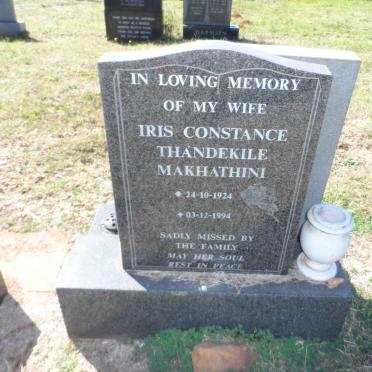 IN LOVING MEMORY
OF MY WIFE
IRIS CONSTANCE
THANDEKILE
MAKHATHINI
24-10-1924
03-12-1994
SADLY MISSED BY
THE FAMILY
MAY HER SOUL
REST IN PEACE